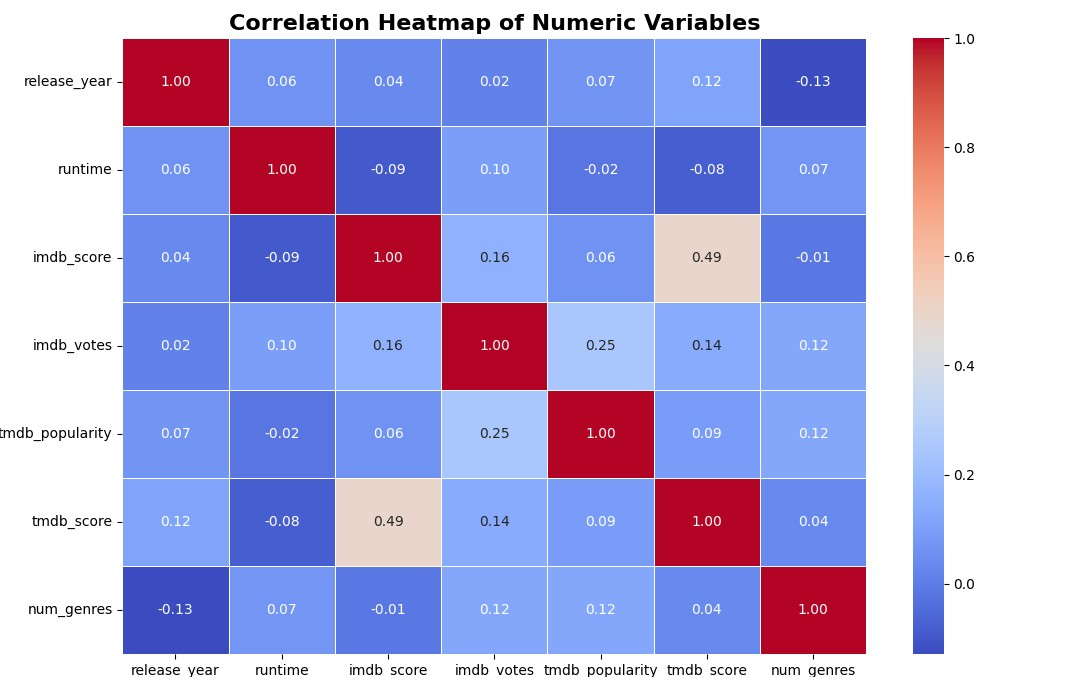 Correlation Heatmap of Numeric Variables
release_year 1.00 0.06 0.04 0.02 0.07 0.12 -0.13
runtime 0.06 1.00 -0.09 0.10 -0.02 -0.08 0.07
imdb_score 0.04 -0.09 1.00 0.16 0.06 0.49 -0.01
imdb_votes 0.02 0.10 0.16 1.00 0.25 0.14 0.12
tmdb_popularity 0.07 -0.02 0.06 0.25 1.00 0.09 0.12
tmdb_score 0.12 -0.08 0.49 0.14 0.09 1.00 0.04
num_genres -0.13 0.07 -0.01 0.12 0.12 0.04 1.00
release_year runtime imdb_score imdb_votes tmdb_popularity tmdb_score num_genres
1.0
0.8
0.6
0.4
0.2
0.0